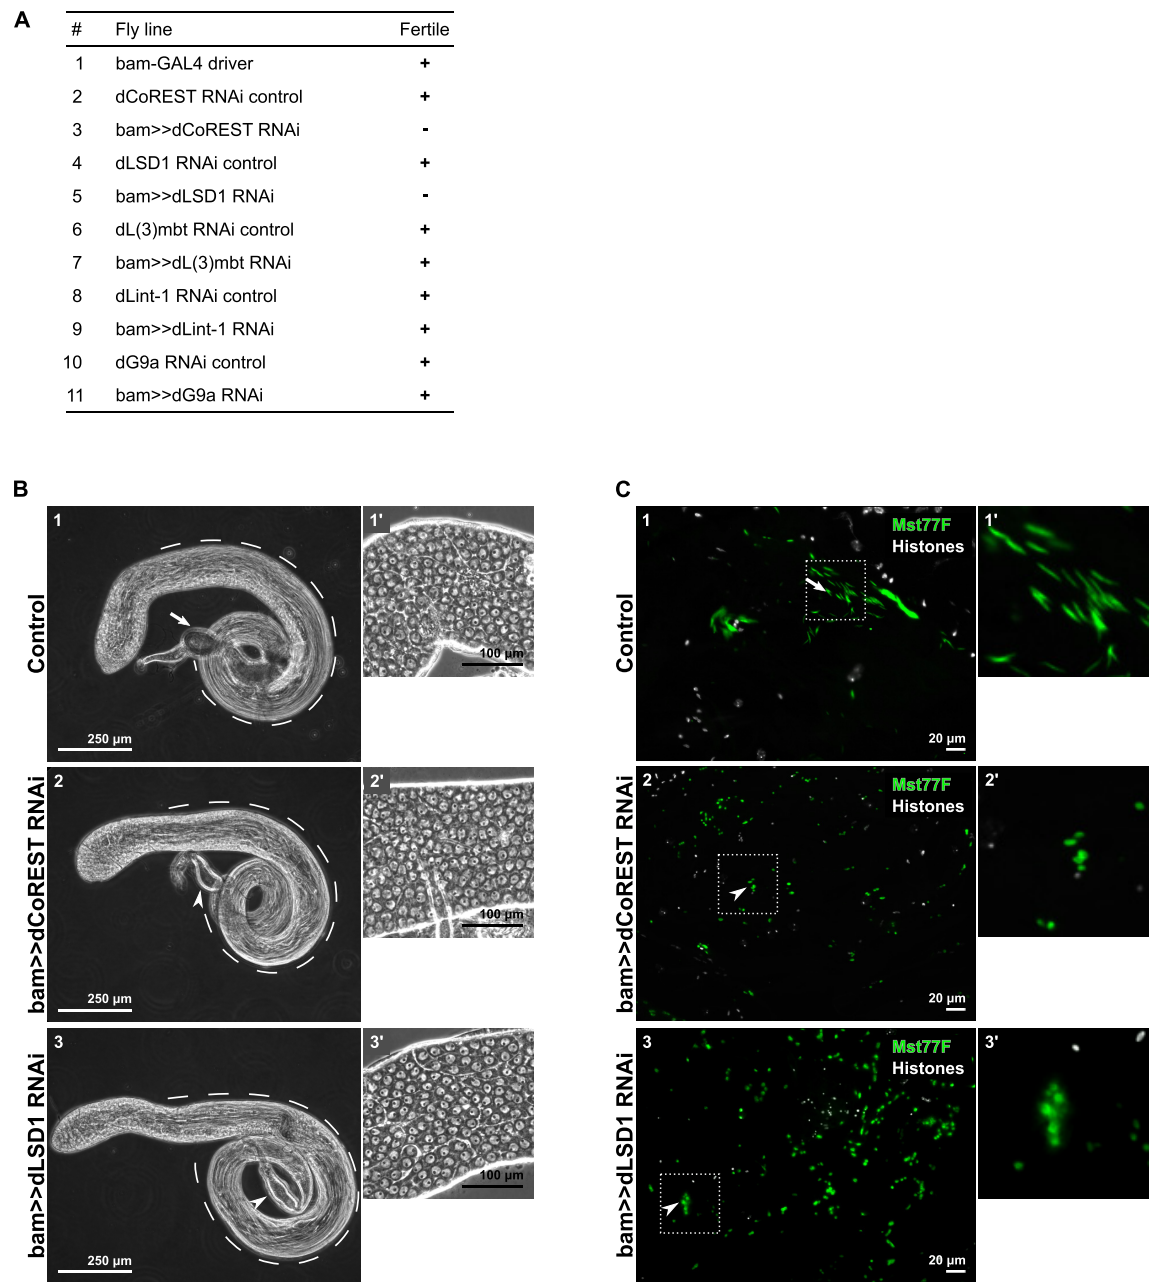 A
# Fly line Fertile
1 bam-GAL4 driver +
2 dCoREST RNAi control +
3 bam>>dCoREST RNAi -
4 dLSD1 RNAi control +
5 bam>>dLSD1 RNAi -
6 dL(3)mbt RNAi control +
7 bam>>dL(3)mbt RNAi +
8 dLint-1 RNAi control +
9 bam>>dLint-1 RNAi +
10 dG9a RNAi control +
11 bam>>dG9a RNAi +
B
Control
1
250 µm
1'
100 µm
bam>>dCoREST RNAi
2
250 µm
2'
100 µm
bam>>dLSD1 RNAi
3
250 µm
3'
100 µm
C
Control
1
Mst77F
Histones
20 µm
1'
bam>>dCoREST RNAi
2
Mst77F
Histones
20 µm
2'
bam>>dLSD1 RNAi
3
Mst77F
Histones
20 µm
3'